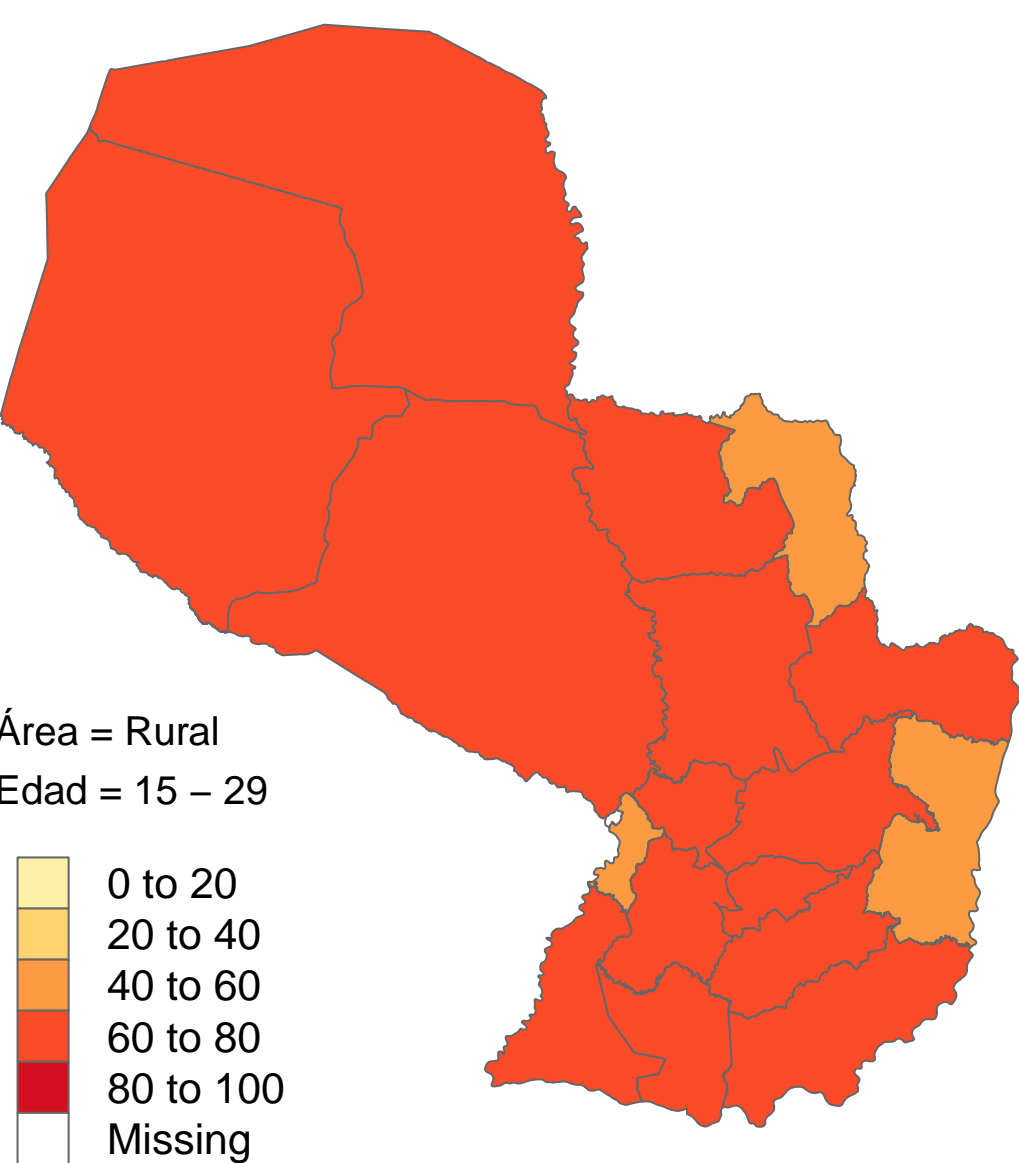 Área = Rural
Edad = 15 – 29
0 to 20
20 to 40
40 to 60
60 to 80
80 to 100
Missing